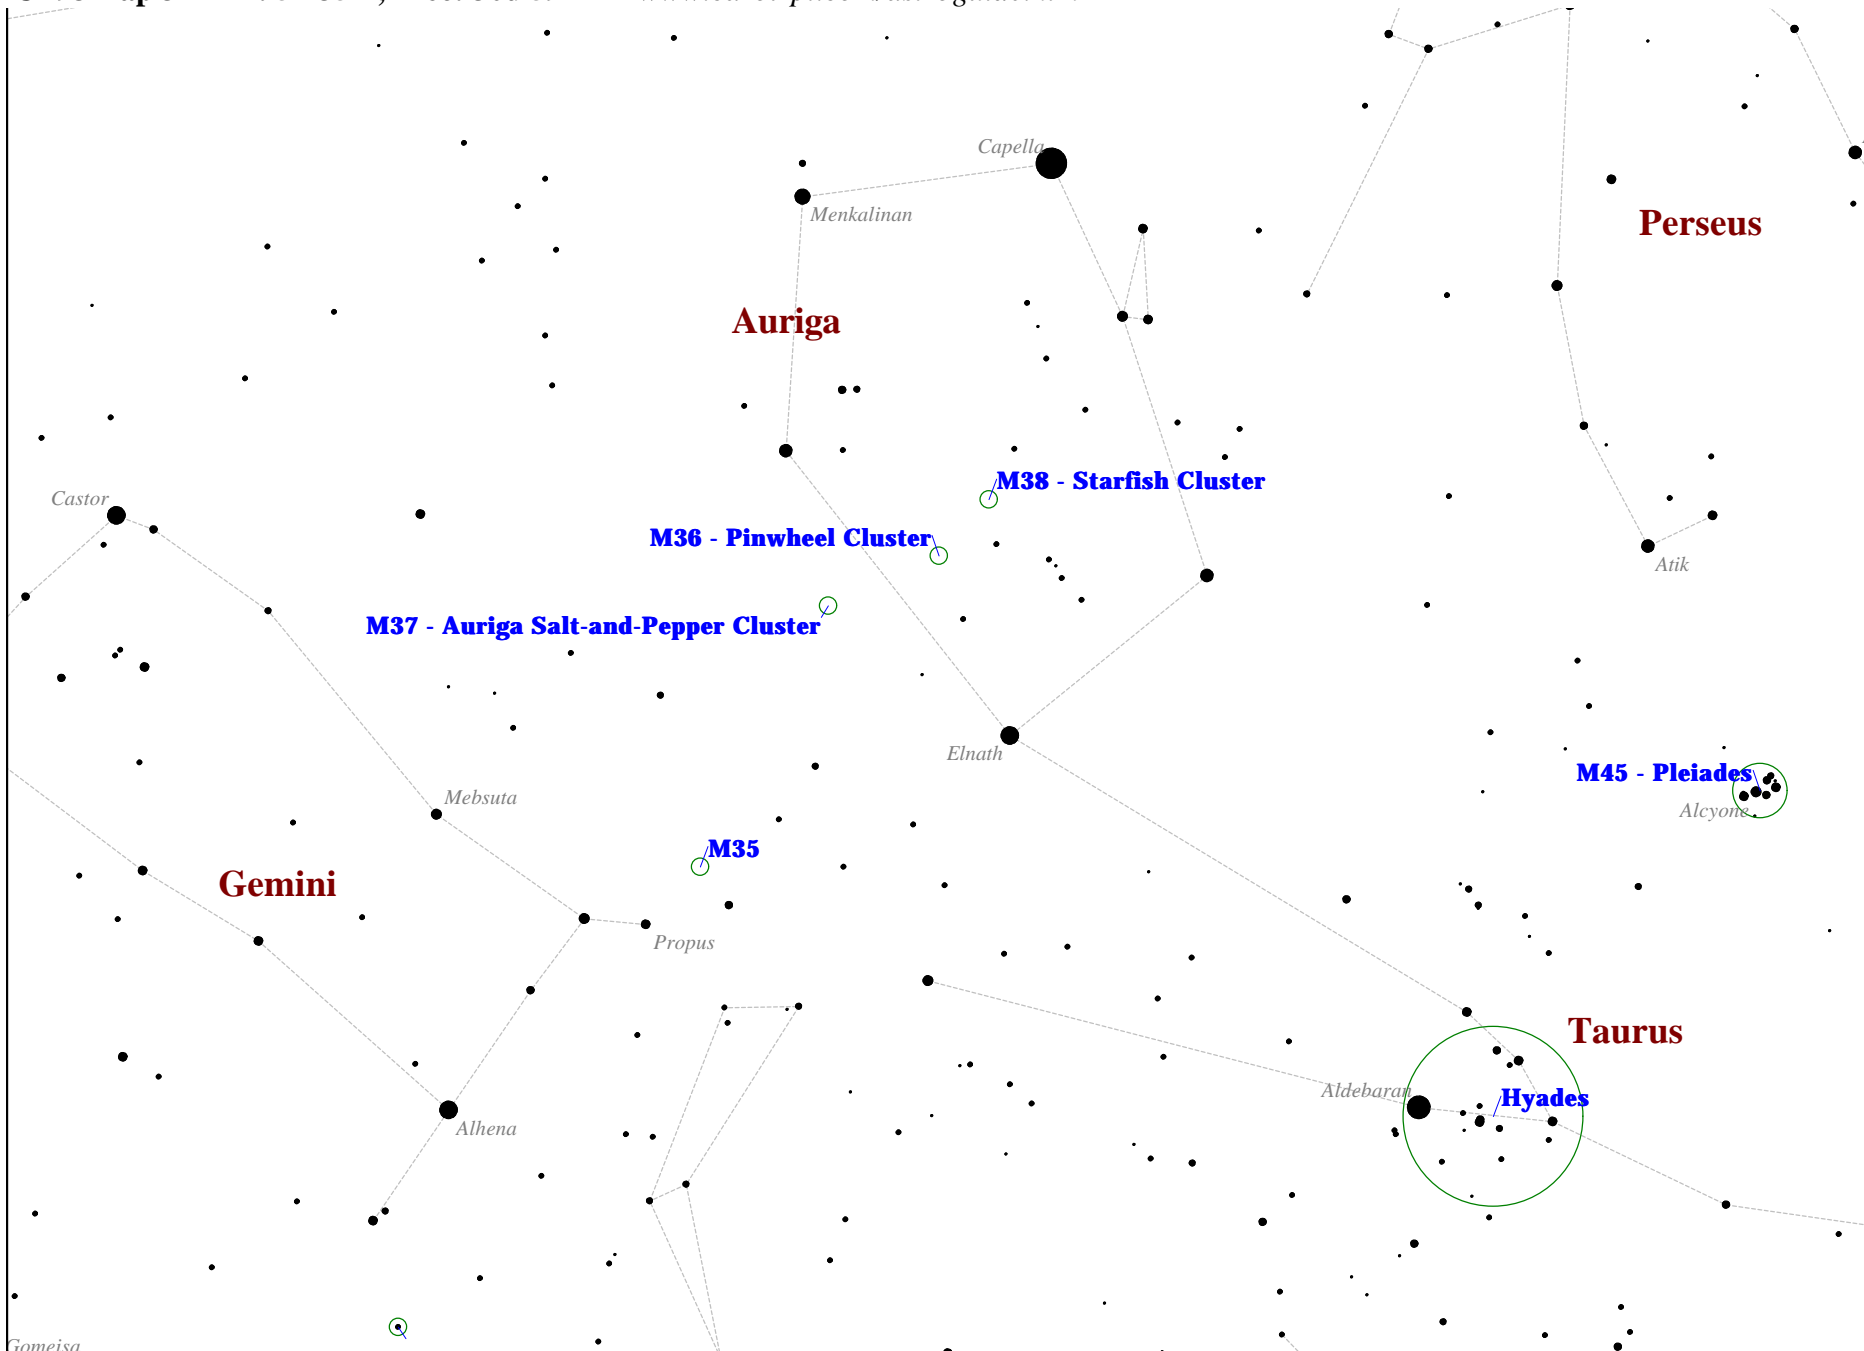 Capella
Menkalinan
Perseus
Auriga
M38 - Starfish Cluster
Castor
M36 - Pinwheel Cluster
Atik
M37 - Auriga Salt-and-Pepper Cluster
Elnath
M45 - Pleiades
Mebsuta
Alcyone
M35
Gemini
Propus
Taurus
Aldebaran
Hyades
Alhena
Gomeisa